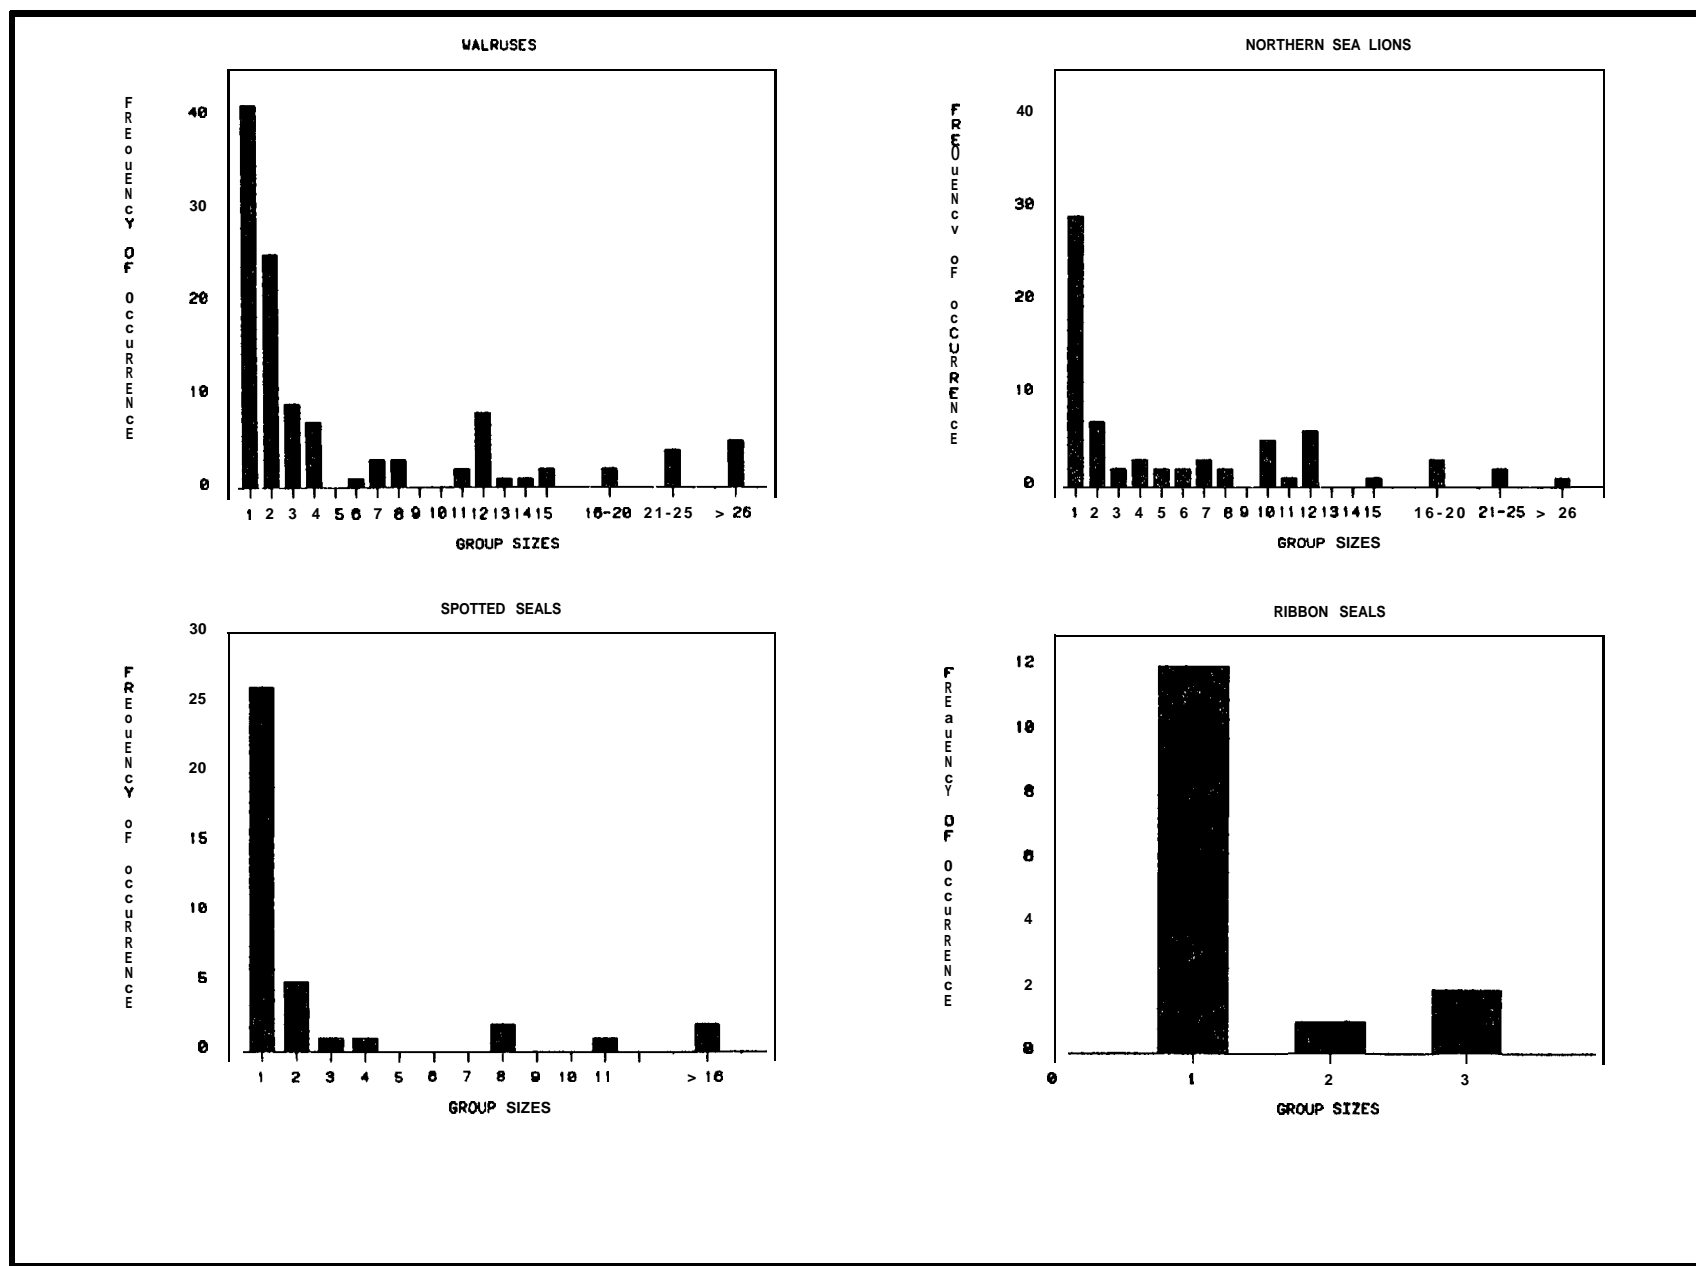 WALRUSES
FREQUENCY OF OCCURRENCE
40
30
20
10
0
1 2 3 4 5 6 7 8 9 10 11 12 13 14 15 16-20 21-25 > 26
GROUP SIZES
NORTHERN SEA LIONS
FREQUENCY OF OCCURRENCE
40
30
20
10
0
1 2 3 4 5 6 7 8 9 10 11 12 13 14 15 16-20 21-25 > 26
GROUP SIZES
SPOTTED SEALS
FREQUENCY OF OCCURRENCE
30
25
20
15
10
5
0
1 2 3 4 5 6 7 8 9 10 11 > 16
GROUP SIZES
RIBBON SEALS
FREQUENCY OF OCCURRENCE
12
10
8
6
4
2
0
0 1 2 3
GROUP SIZES